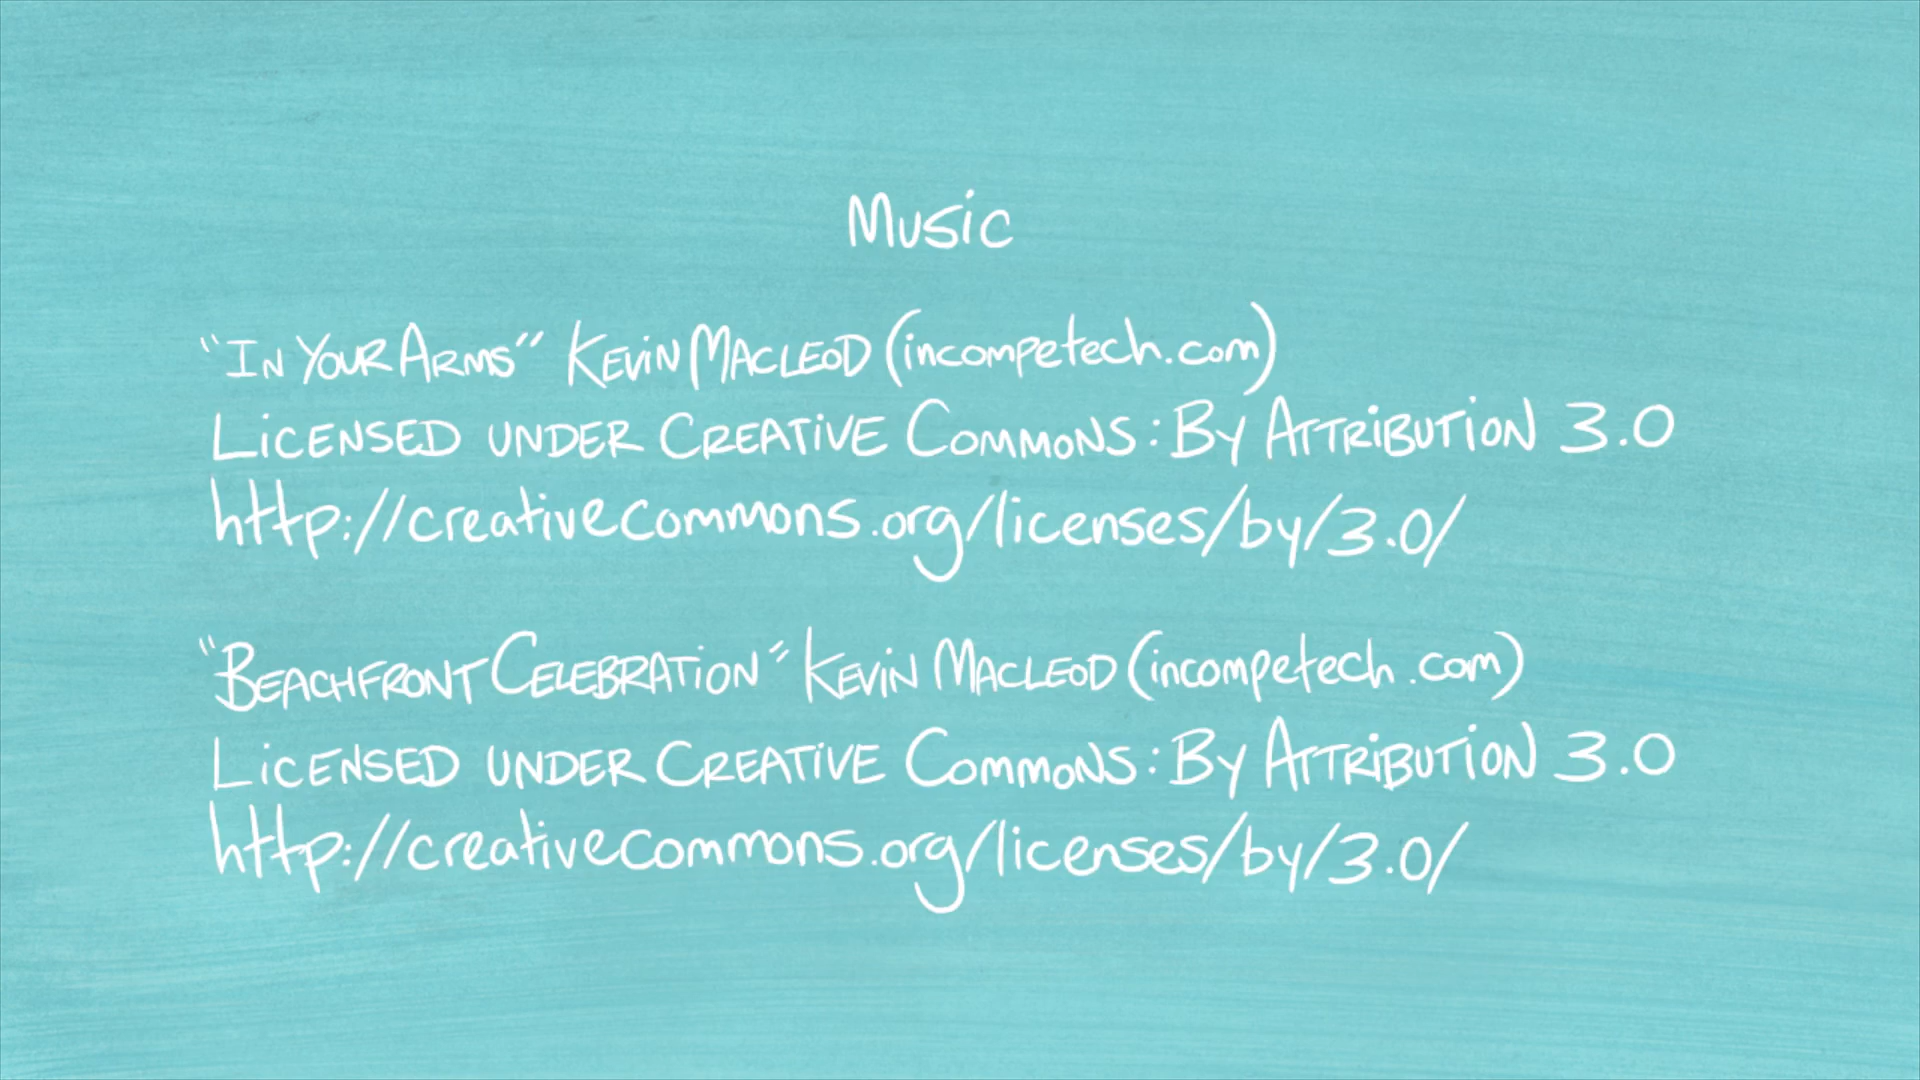 Music
"In Your Arms" Kevin MacLeod (incompetech.com)
Licensed under Creative Commons: By Attribution 3.0
http://creativecommons.org/licenses/by/3.0/
"Beachfront Celebration" Kevin MacLeod (incompetech.com)
Licensed under Creative Commons: By Attribution 3.0
http://creativecommons.org/licenses/by/3.0/